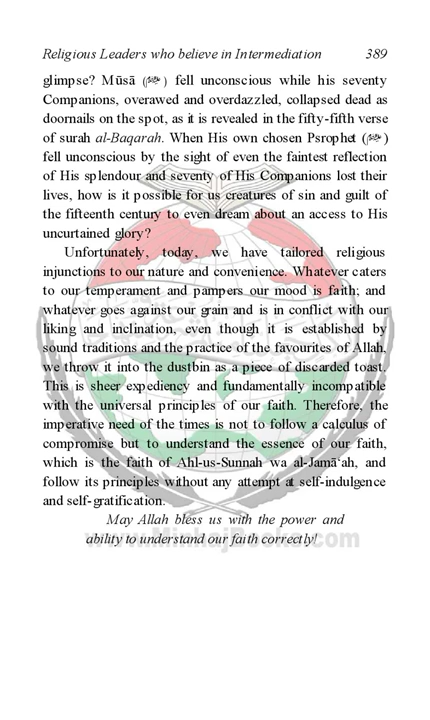 Religious Leaders who believe in Intermediation 389
glimpse? Mūsā (ﷺ) fell unconscious while his seventy
Companions, overawed and overdazzled, collapsed dead as
doornails on the spot, as it is revealed in the fifty-fifth verse
of surah al-Baqarah. When His own chosen Psrophet (ﷺ)
fell unconscious by the sight of even the faintest reflection
of His splendour and seventy of His Companions lost their
lives, how is it possible for us creatures of sin and guilt of
the fifteenth century to even dream about an access to His
uncurtained glory?
Unfortunately, today, we have tailored religious
injunctions to our nature and convenience. Whatever caters
to our temperament and pampers our mood is faith; and
whatever goes against our grain and is in conflict with our
liking and inclination, even though it is established by
sound traditions and the practice of the favourites of Allah,
we throw it into the dustbin as a piece of discarded toast.
This is sheer expediency and fundamentally incompatible
with the universal principles of our faith. Therefore, the
imperative need of the times is not to follow a calculus of
compromise but to understand the essence of our faith,
which is the faith of Ahl-us-Sunnah wa al-Jamā‘ah, and
follow its principles without any attempt at self-indulgence
and self-gratification.
May Allah bless us with the power and
ability to understand our faith correctly!
www.MinhajBooks.com